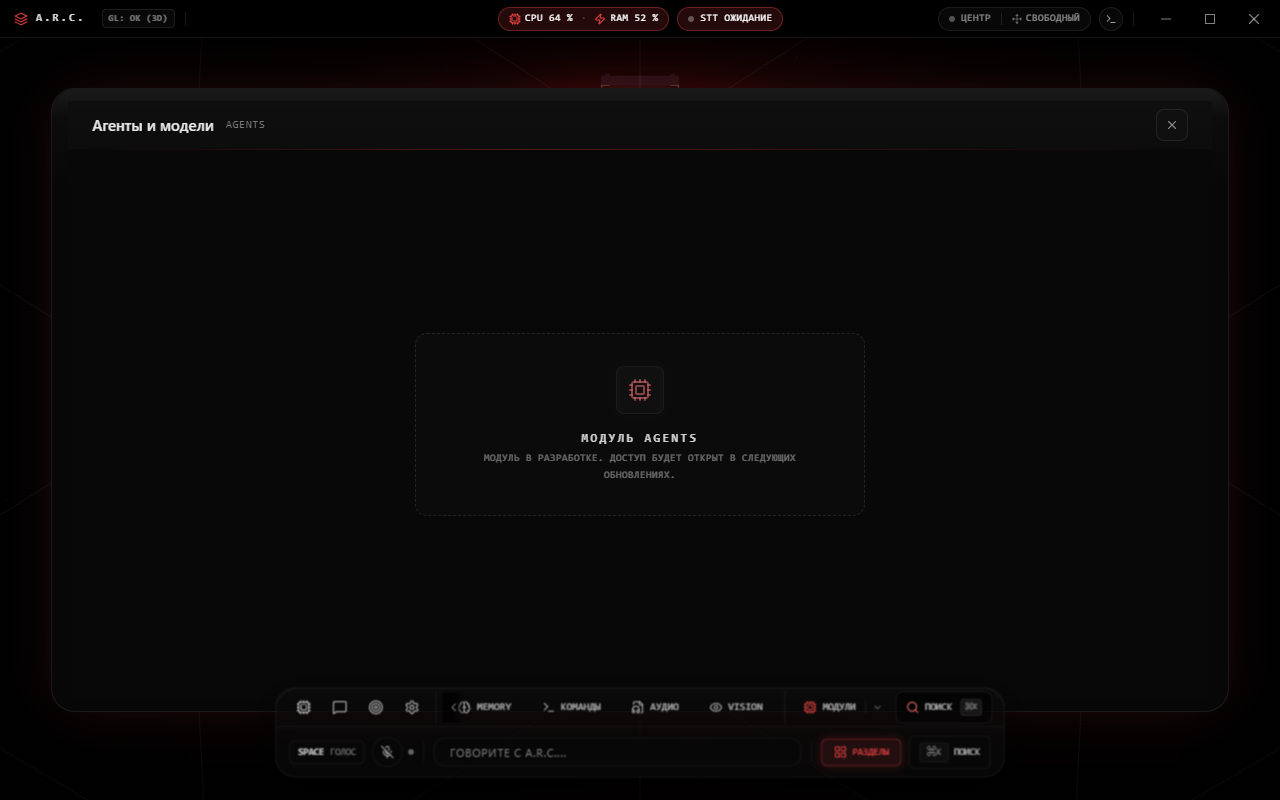 A.R.C.
GL: OK (3D)
CPU 64 % · RAM 52 %
STT ОЖИДАНИЕ
ЦЕНТР
СВОБОДНЫЙ
Агенты и модели AGENTS
МОДУЛЬ AGENTS
МОДУЛЬ В РАЗРАБОТКЕ. ДОСТУП БУДЕТ ОТКРЫТ В СЛЕДУЮЩИХ
ОБНОВЛЕНИЯХ.
MEMORY
КОМАНДЫ
АУДИО
VISION
МОДУЛИ
ПОИСК ⌘K
SPACE ГОЛОС
ГОВОРИТЕ С A.R.C....
РАЗДЕЛЫ
⌘K ПОИСК